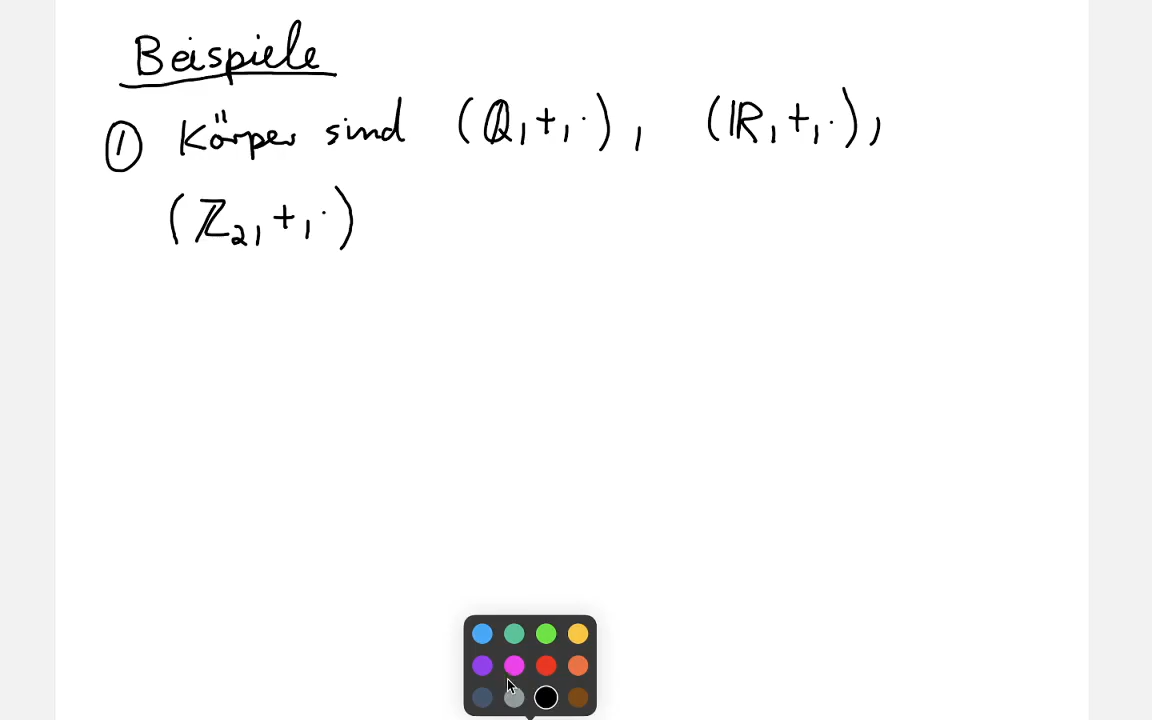 Beispiele
① Körper sind (ℚ, +, ·), (ℝ, +, ·),
(ℤ₂, +, ·)